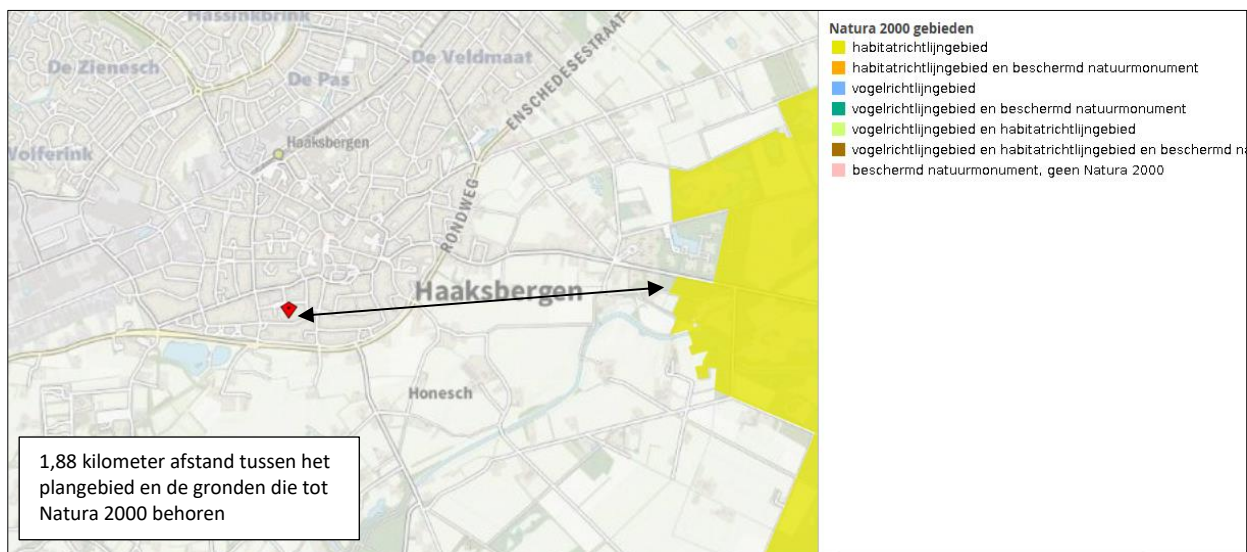 Hassinkbrink
De Veldmaat
De Zienesch
De Pas
ENSCHEDESESTRAAT
Haaksbergen
Wolferink
RONDWEG
Haaksbergen
Honesch
1,88 kilometer afstand tussen het
plangebied en de gronden die tot
Natura 2000 behoren
Natura 2000 gebieden
habitatrichtlijngebied
habitatrichtlijngebied en beschermd natuurmonument
vogelrichtlijngebied
vogelrichtlijngebied en beschermd natuurmonument
vogelrichtlijngebied en habitatrichtlijngebied
vogelrichtlijngebied en habitatrichtlijngebied en beschermd na
beschermd natuurmonument, geen Natura 2000